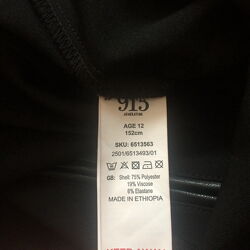 915
AGE 12
152cm
SKU: 6513563
2501/6513493/01
GB: Shell: 75% Polyester
19% Viscose
6% Elastane
MADE IN ETHIOPIA